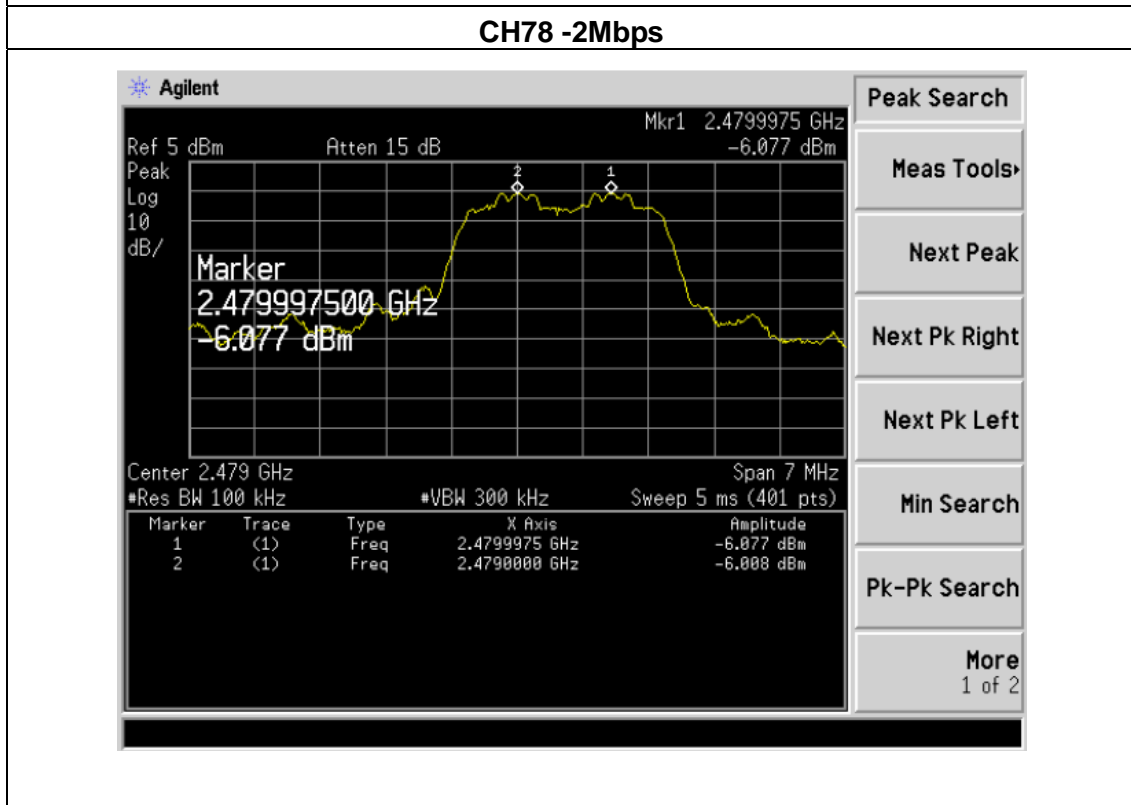 CH78 -2Mbps
Agilent
Peak Search
Mkr1 2.4799975 GHz
Ref 5 dBm Atten 15 dB -6.077 dBm
Peak
Log
10
dB/
2 1
Marker
2.479997500 GHz
-6.077 dBm
Center 2.479 GHz Span 7 MHz
#Res BW 100 kHz #VBW 300 kHz Sweep 5 ms (401 pts)
Marker Trace Type X Axis Amplitude
1 (1) Freq 2.4799975 GHz -6.077 dBm
2 (1) Freq 2.4790000 GHz -6.008 dBm
Meas Tools
Next Peak
Next Pk Right
Next Pk Left
Min Search
Pk-Pk Search
More
1 of 2